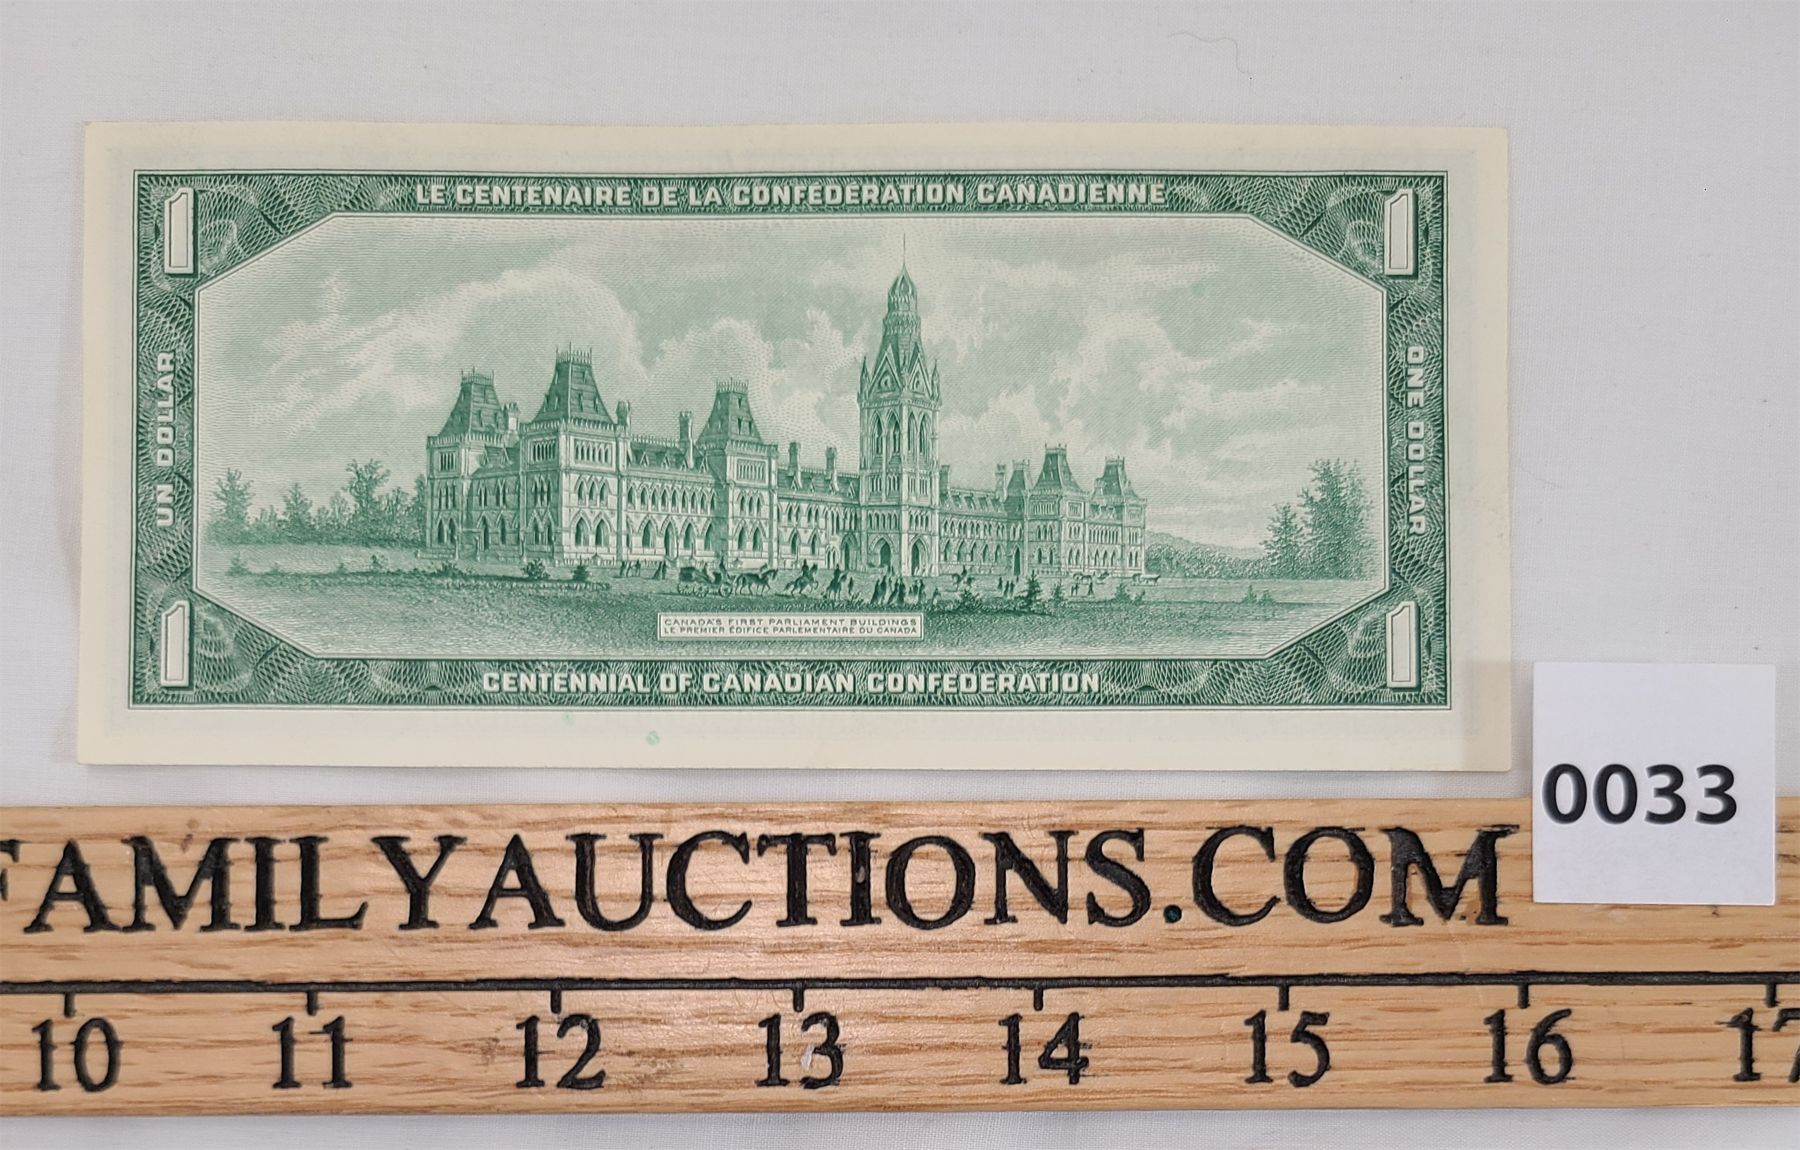 LE CENTENAIRE DE LA CONFEDERATION CANADIENNE
1
1
UN DOLLAR
ONE DOLLAR
CANADA'S FIRST PARLIAMENT BUILDINGS
LE PREMIER ÉDIFICE PARLEMENTAIRE DU CANADA
1
1
CENTENNIAL OF CANADIAN CONFEDERATION
0033
FAMILYAUCTIONS.COM
10 11 12 13 14 15 16 17